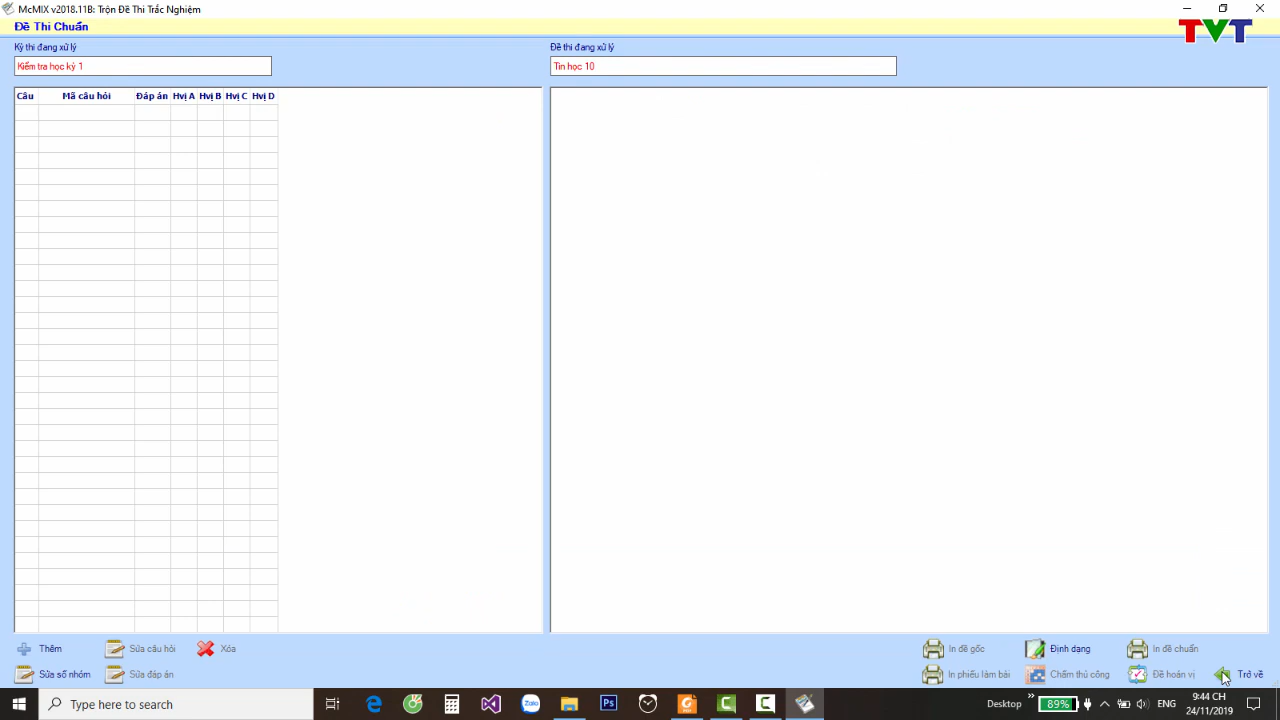 McMIX v2018.11B: Trộn Đề Thi Trắc Nghiệm
Đề Thi Chuẩn
TVT
Kỳ thi đang xử lý
Đề thi đang xử lý
Kiểm tra học kỳ 1
Tin học 10
Câu Mã câu hỏi Đáp án Hvị A Hvị B Hvị C Hvị D
Thêm Sửa câu hỏi Xóa In đề gốc Định dạng In đề chuẩn
Sửa số nhóm Sửa đáp án In phiếu làm bài Chấm thủ công Đề hoán vị Trở về
Type here to search
Zalo
Ps
Desktop
89%
ENG
9:44 CH
24/11/2019